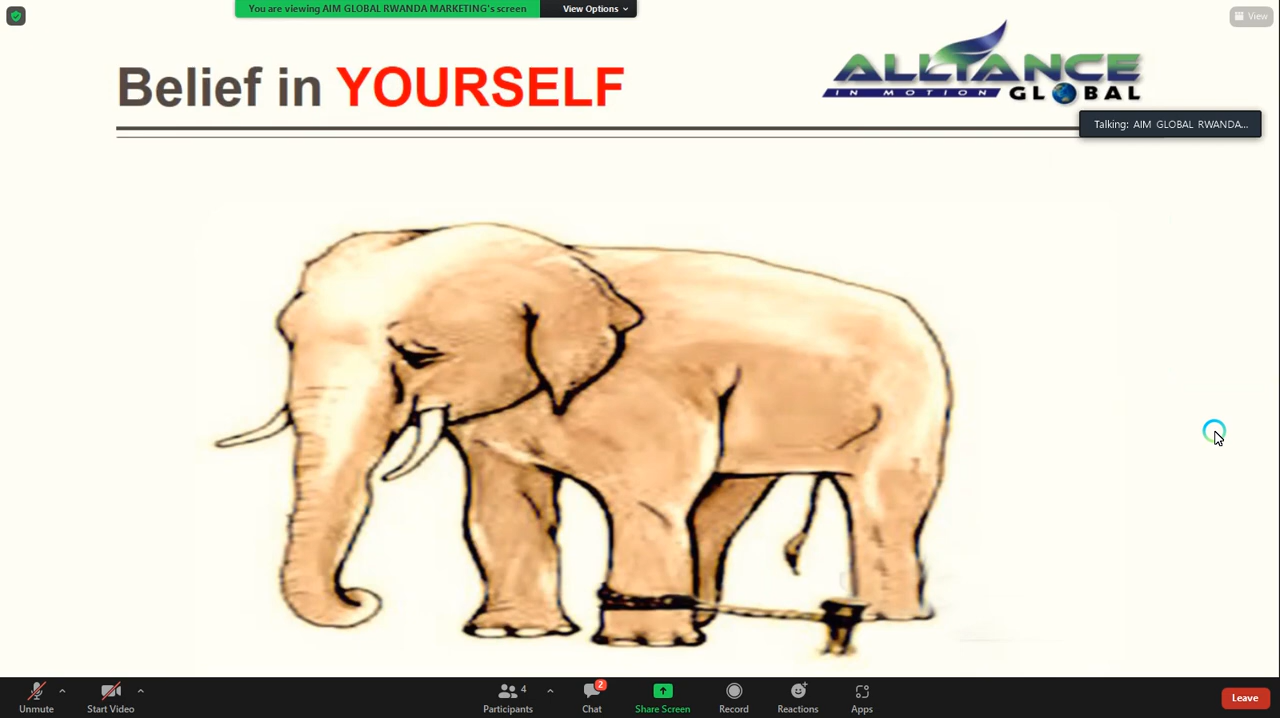 You are viewing AIM GLOBAL RWANDA MARKETING's screen
View Options
View
Belief in YOURSELF
ALLIANCE
IN MOTION
GLOBAL
Talking: AIM GLOBAL RWANDA...
Unmute
Start Video
4
Participants
2
Chat
Share Screen
Record
Reactions
Apps
Leave